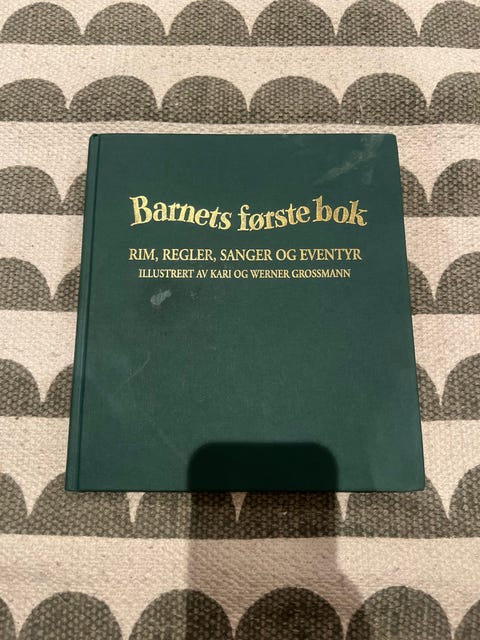 Barnets første bok
RIM, REGLER, SANGER OG EVENTYR
ILLUSTRERT AV KARI OG WERNER GROSSMANN